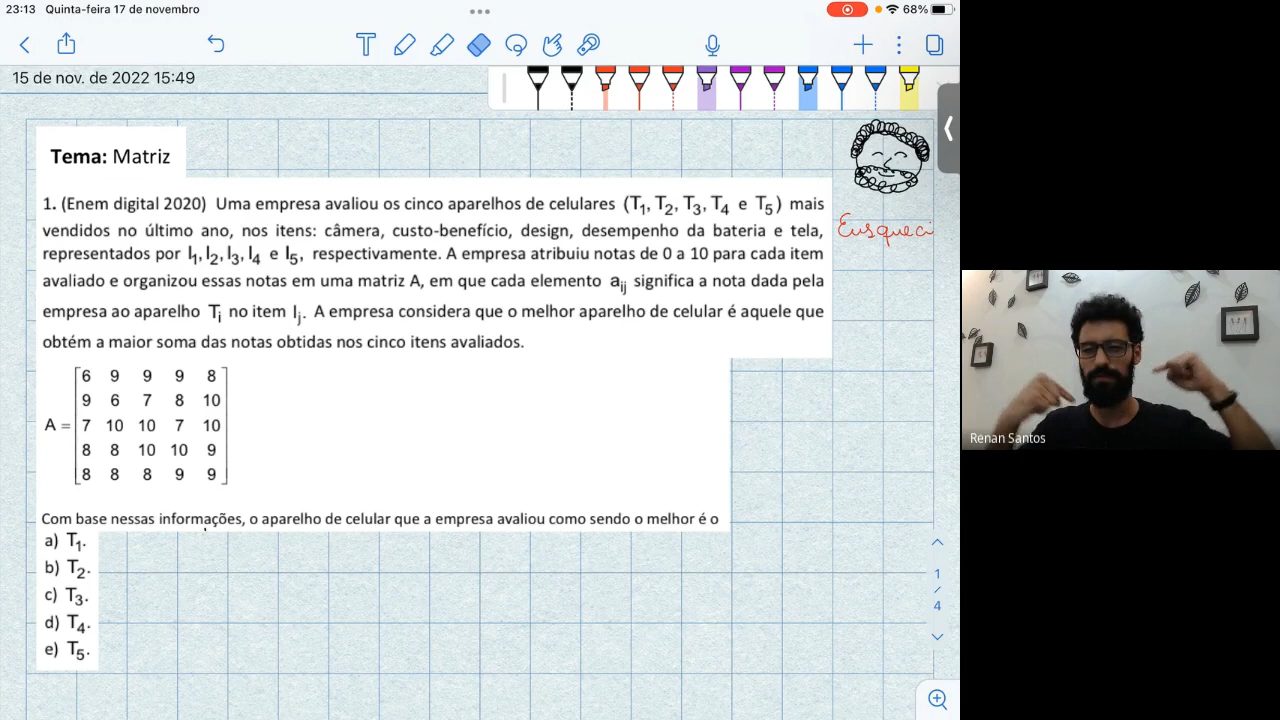 23:13 Quinta-feira 17 de novembro
68%
15 de nov. de 2022 15:49
Tema: Matriz
1. (Enem digital 2020) Uma empresa avaliou os cinco aparelhos de celulares (T₁, T₂, T₃, T₄ e T₅) mais
vendidos no último ano, nos itens: câmera, custo-benefício, design, desempenho da bateria e tela,
representados por I₁, I₂, I₃, I₄ e I₅, respectivamente. A empresa atribuiu notas de 0 a 10 para cada item
avaliado e organizou essas notas em uma matriz A, em que cada elemento aᵢⱼ significa a nota dada pela
empresa ao aparelho Tᵢ no item Iⱼ. A empresa considera que o melhor aparelho de celular é aquele que
obtém a maior soma das notas obtidas nos cinco itens avaliados.
Eusqueci
6 9 9 9 8
9 6 7 8 10
A = 7 10 10 7 10
8 8 10 10 9
8 8 8 9 9
Com base nessas informações, o aparelho de celular que a empresa avaliou como sendo o melhor é o
a) T₁.
b) T₂.
c) T₃.
d) T₄.
e) T₅.
1
/
4
Renan Santos